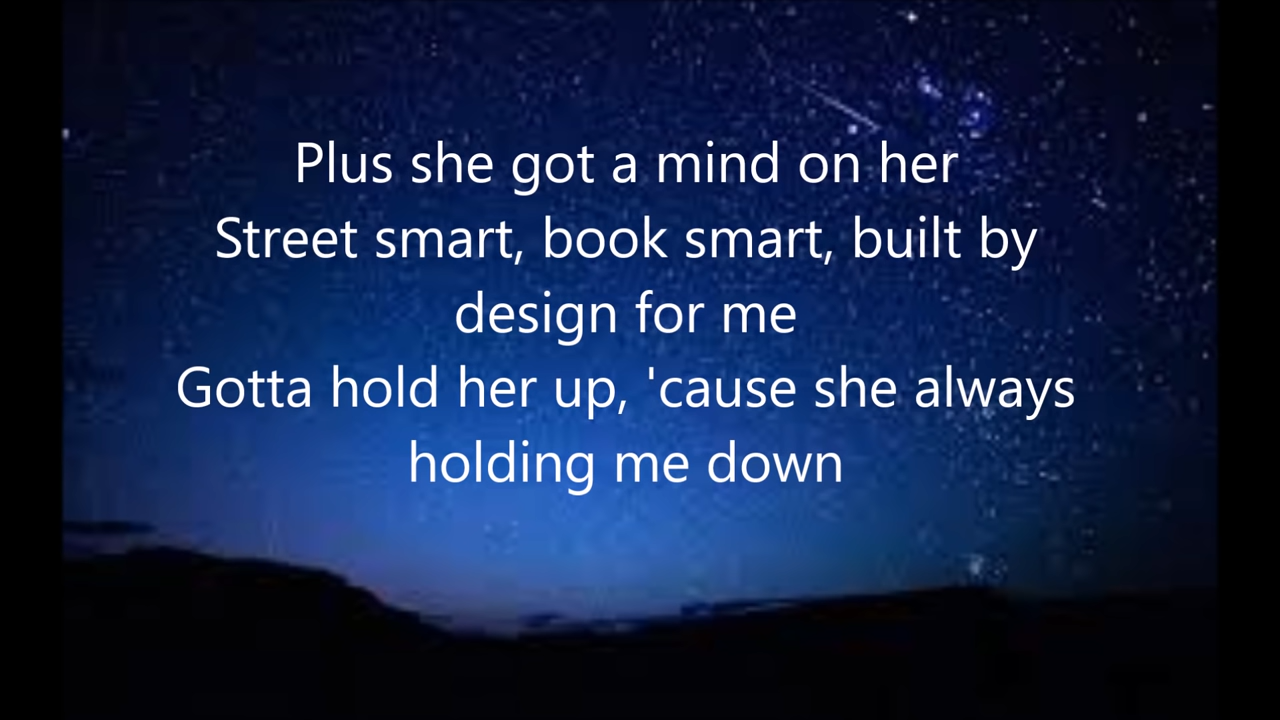 Plus she got a mind on her
Street smart, book smart, built by
design for me
Gotta hold her up, 'cause she always
holding me down